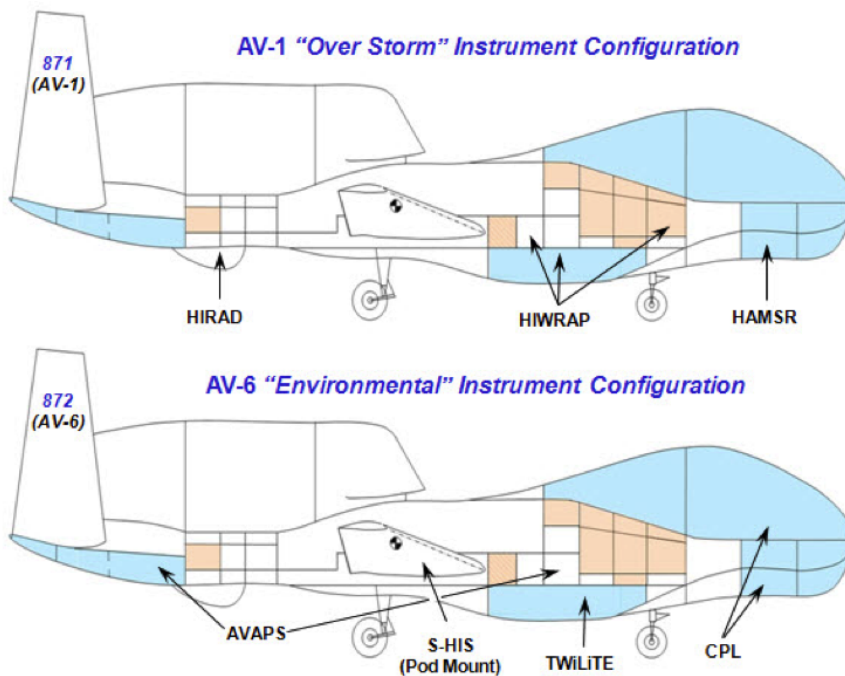 AV-1 “Over Storm” Instrument Configuration
871
(AV-1)
HIRAD
HIWRAP
HAMSR
AV-6 “Environmental” Instrument Configuration
872
(AV-6)
AVAPS
S-HIS
(Pod Mount)
TWiLiTE
CPL